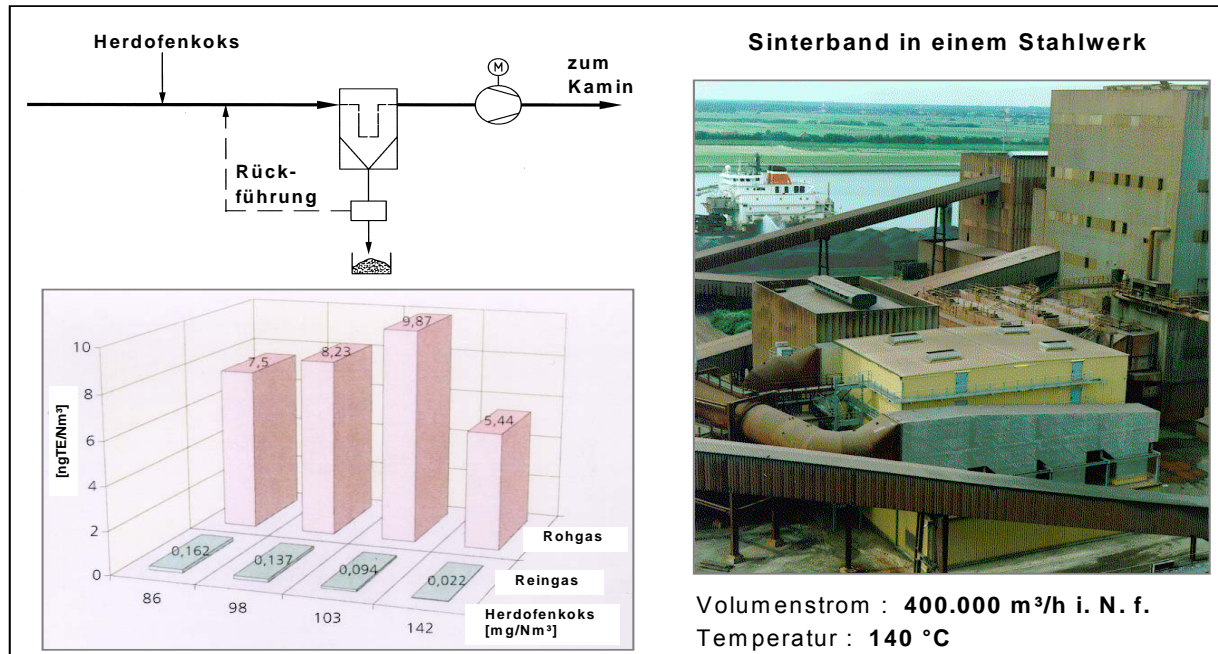 Herdofenkoks
M
zum
Kamin
Rück-
führung
Sinterband in einem Stahlwerk
10
8
6
4
2
0
[ngTE/Nm³]
7,5
8,23
9,87
5,44
0,162
0,137
0,094
0,022
Rohgas
Reingas
86
98
103
142
Herdofenkoks
[mg/Nm³]
Volumenstrom : 400.000 m³/h i. N. f.
Temperatur : 140 °C